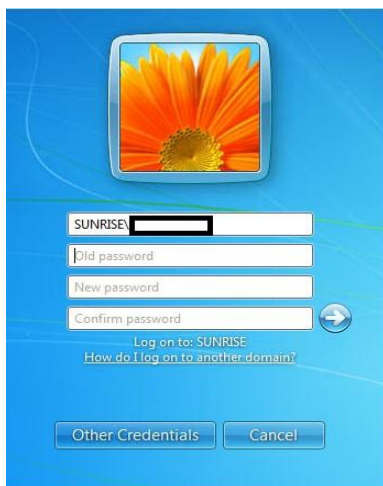 SUNRISE\
Old password
New password
Confirm password
Log on to: SUNRISE
How do I log on to another domain?
Other Credentials Cancel